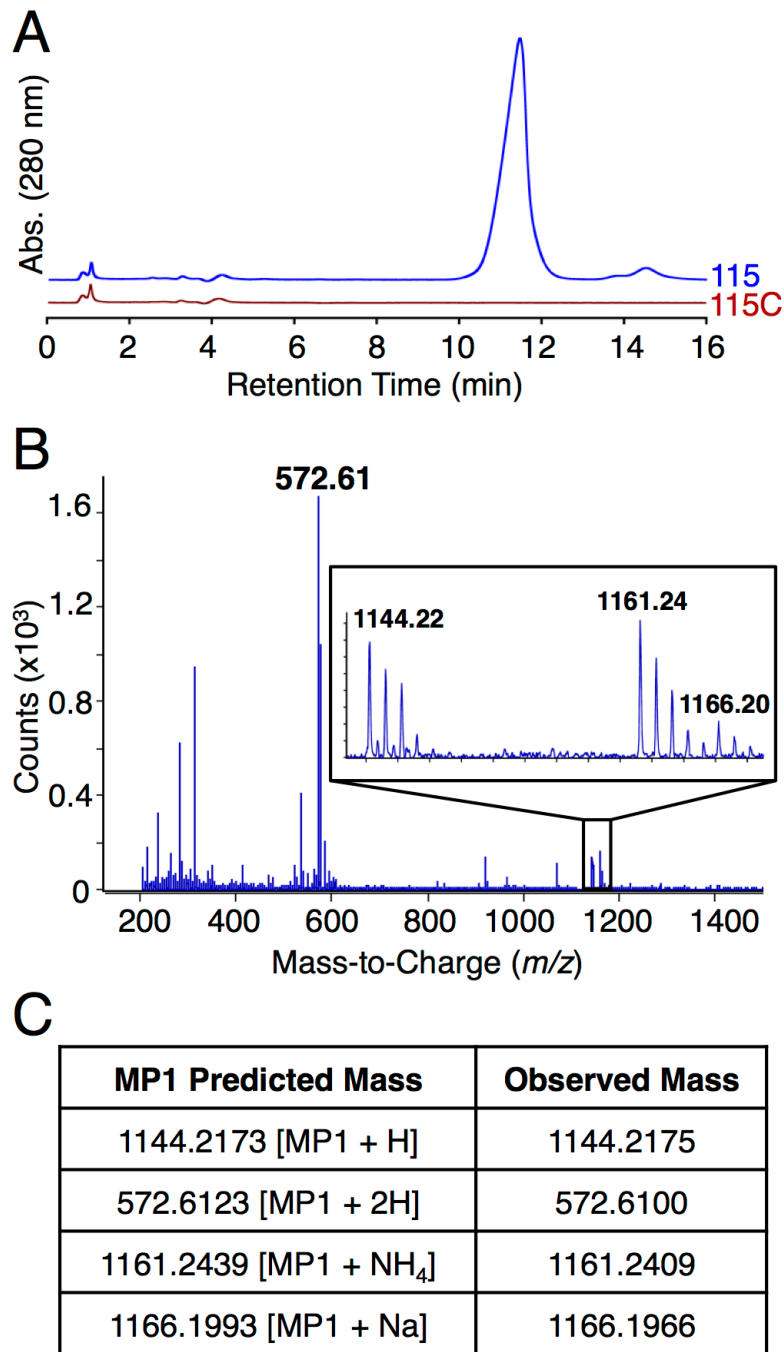 A
Abs. (280 nm)
115
115C
0 2 4 6 8 10 12 14 16
Retention Time (min)
B
572.61
1.6
1.2
0.8
0.4
0
Counts (x10³)
1144.22
1161.24
1166.20
200 400 600 800 1000 1200 1400
Mass-to-Charge (m/z)
C
MP1 Predicted Mass Observed Mass
1144.2173 [MP1 + H] 1144.2175
572.6123 [MP1 + 2H] 572.6100
1161.2439 [MP1 + NH₄] 1161.2409
1166.1993 [MP1 + Na] 1166.1966